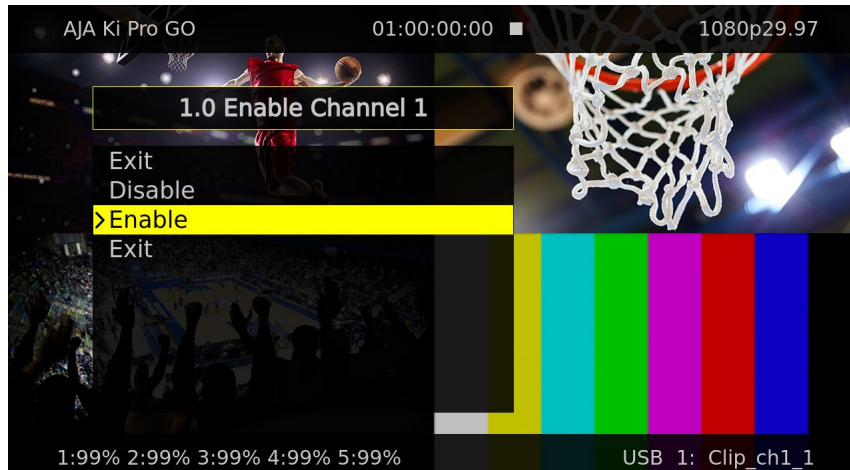 AJA Ki Pro GO 01:00:00:00 1080p29.97
1.0 Enable Channel 1
Exit
Disable
>Enable
Exit
1:99% 2:99% 3:99% 4:99% 5:99% USB 1: Clip_ch1_1